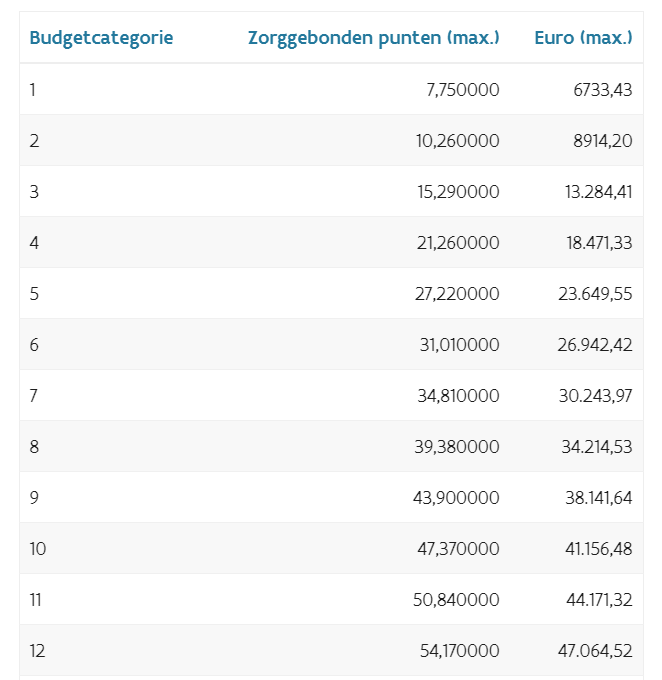 Budgetcategorie Zorggebonden punten (max.) Euro (max.)
1 7,750000 6733,43
2 10,260000 8914,20
3 15,290000 13.284,41
4 21,260000 18.471,33
5 27,220000 23.649,55
6 31,010000 26.942,42
7 34,810000 30.243,97
8 39,380000 34.214,53
9 43,900000 38.141,64
10 47,370000 41.156,48
11 50,840000 44.171,32
12 54,170000 47.064,52